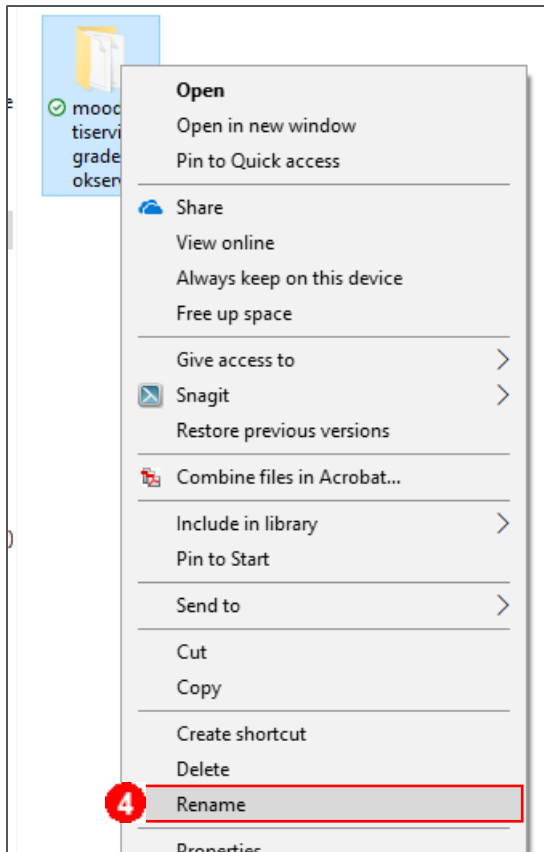 Open
mood
Open in new window
tiservi
Pin to Quick access
grade
okser
Share
View online
Always keep on this device
Free up space
Give access to
Snagit
Restore previous versions
Combine files in Acrobat...
Include in library
)
Pin to Start
Send to
Cut
Copy
Create shortcut
Delete
4 Rename
Properties